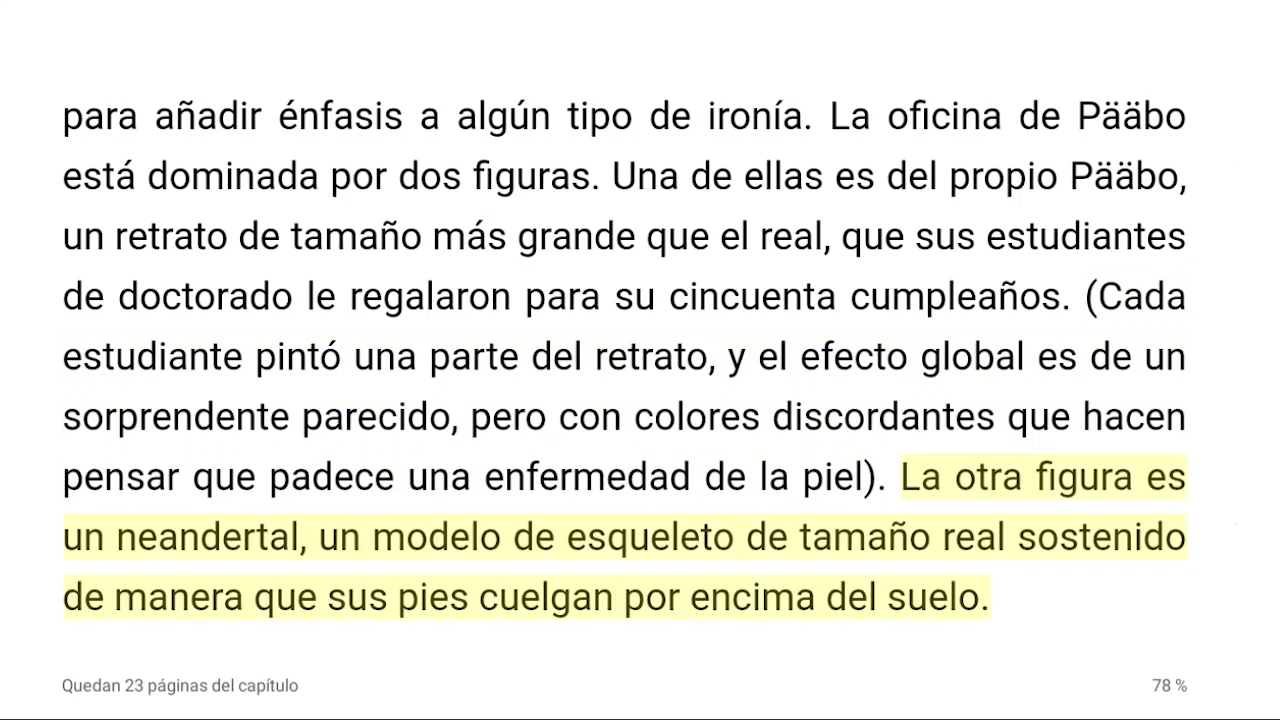 para añadir énfasis a algún tipo de ironía. La oficina de Pääbo
está dominada por dos figuras. Una de ellas es del propio Pääbo,
un retrato de tamaño más grande que el real, que sus estudiantes
de doctorado le regalaron para su cincuenta cumpleaños. (Cada
estudiante pintó una parte del retrato, y el efecto global es de un
sorprendente parecido, pero con colores discordantes que hacen
pensar que padece una enfermedad de la piel). La otra figura es
un neandertal, un modelo de esqueleto de tamaño real sostenido
de manera que sus pies cuelgan por encima del suelo.
Quedan 23 páginas del capítulo
78 %